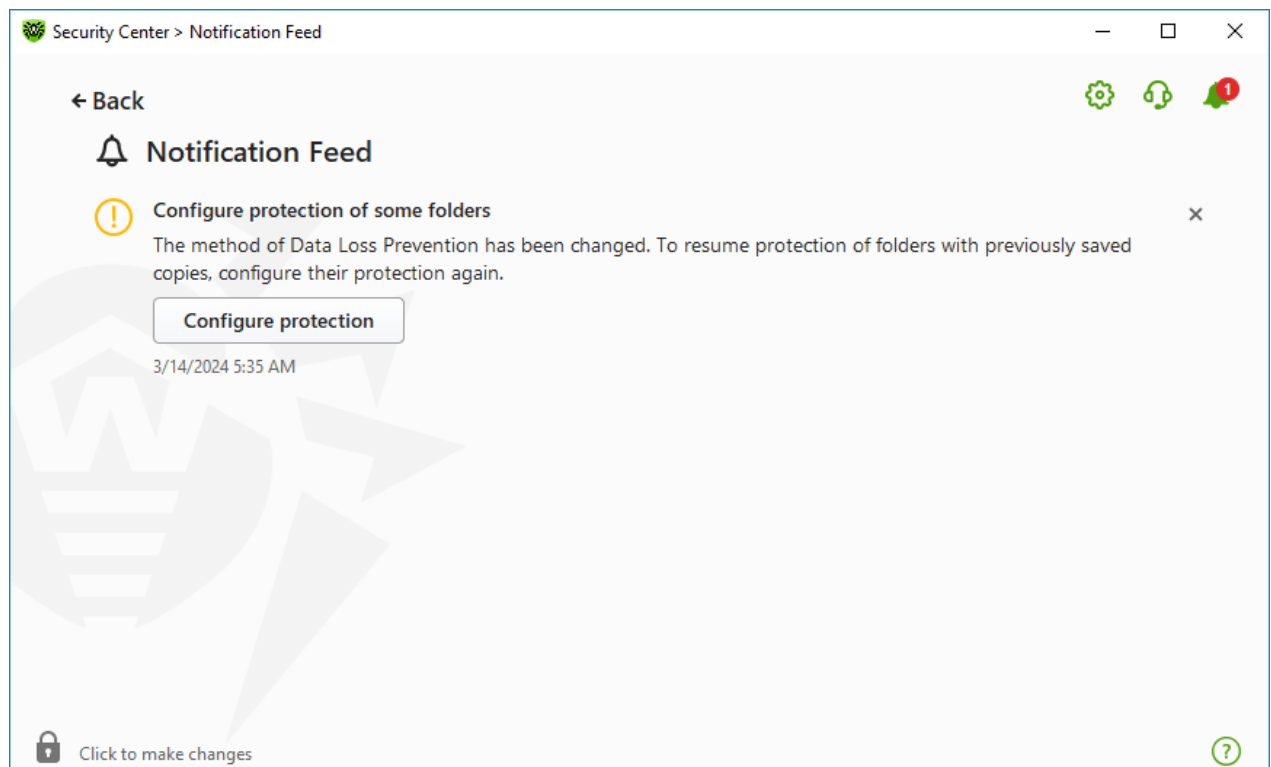 Security Center > Notification Feed
1
Back
Notification Feed
Configure protection of some folders
The method of Data Loss Prevention has been changed. To resume protection of folders with previously saved
copies, configure their protection again.
Configure protection
3/14/2024 5:35 AM
Click to make changes
?